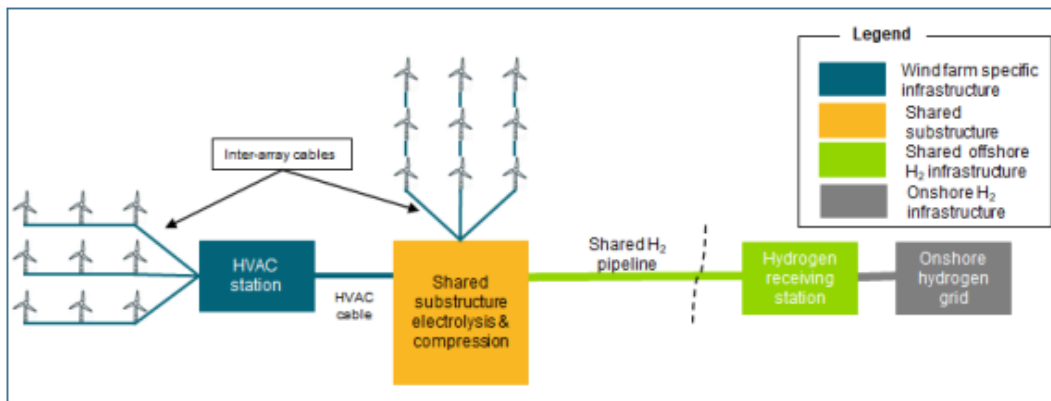 Legend
Wind farm specific
infrastructure
Shared
substructure
Shared offshore
H₂ infrastructure
Onshore H₂
infrastructure
Inter-array cables
HVAC
station
HVAC
cable
Shared
substructure
electrolysis &
compression
Shared H₂
pipeline
Hydrogen
receiving
station
Onshore
hydrogen
grid